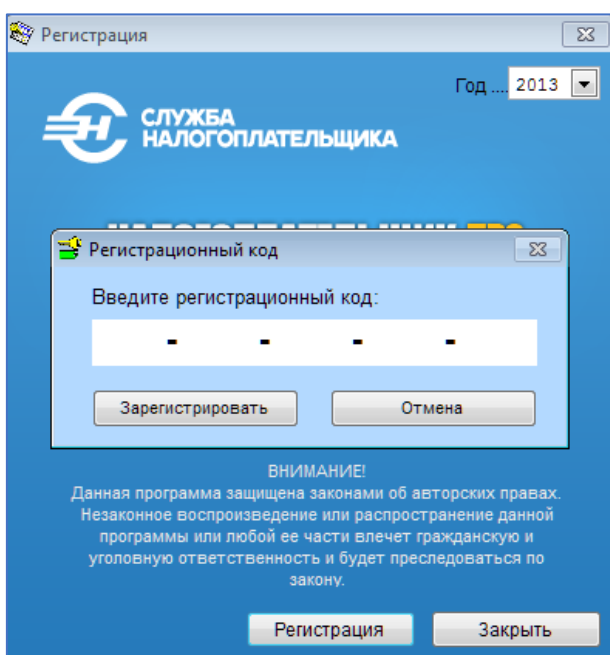 Регистрация
Год .... 2013
СЛУЖБА
НАЛОГОПЛАТЕЛЬЩИКА
Регистрационный код
Введите регистрационный код:
- - - -
Зарегистрировать Отмена
ВНИМАНИЕ!
Данная программа защищена законами об авторских правах.
Незаконное воспроизведение или распространение данной
программы или любой ее части влечет гражданскую и
уголовную ответственность и будет преследоваться по
закону.
Регистрация Закрыть